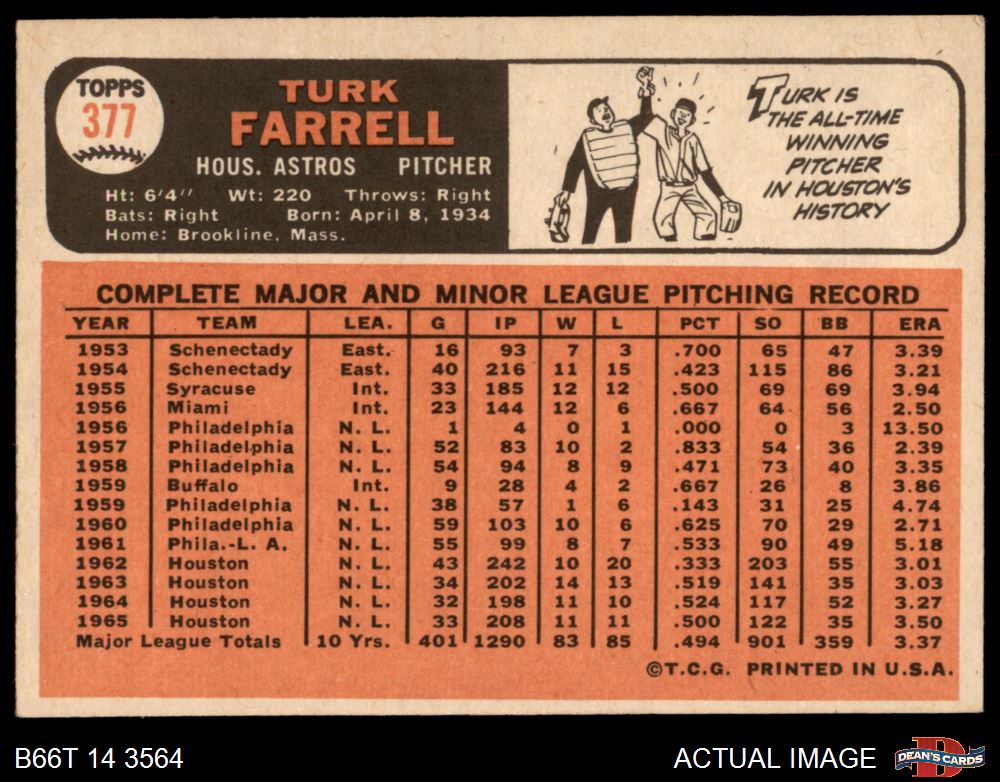 TOPPS
377
TURK
FARRELL
HOUS. ASTROS PITCHER
Ht: 6'4" Wt: 220 Throws: Right
Bats: Right Born: April 8, 1934
Home: Brookline, Mass.
TURK IS
THE ALL-TIME
WINNING
PITCHER
IN HOUSTON'S
HISTORY
COMPLETE MAJOR AND MINOR LEAGUE PITCHING RECORD
YEAR TEAM LEA. G IP W L PCT SO BB ERA
1953 Schenectady East. 16 93 7 3 .700 65 47 3.39
1954 Schenectady East. 40 216 11 15 .423 115 86 3.21
1955 Syracuse Int. 33 185 12 12 .500 69 69 3.94
1956 Miami Int. 23 144 12 6 .667 64 56 2.50
1956 Philadelphia N. L. 1 4 0 1 .000 0 3 13.50
1957 Philadelphia N. L. 52 83 10 2 .833 54 36 2.39
1958 Philadelphia N. L. 54 94 8 9 .471 73 40 3.35
1959 Buffalo Int. 9 28 4 2 .667 26 8 3.86
1959 Philadelphia N. L. 38 57 1 6 .143 31 25 4.74
1960 Philadelphia N. L. 59 103 10 6 .625 70 29 2.71
1961 Phila.-L. A. N. L. 55 99 8 7 .533 90 49 5.18
1962 Houston N. L. 43 242 10 20 .333 203 55 3.01
1963 Houston N. L. 34 202 14 13 .519 141 35 3.03
1964 Houston N. L. 32 198 11 10 .524 117 52 3.27
1965 Houston N. L. 33 208 11 11 .500 122 35 3.50
Major League Totals 10 Yrs. 401 1290 83 85 .494 901 359 3.37
©T.C.G. PRINTED IN U.S.A.
B66T 14 3564
ACTUAL IMAGE
D
DEAN'S CARDS